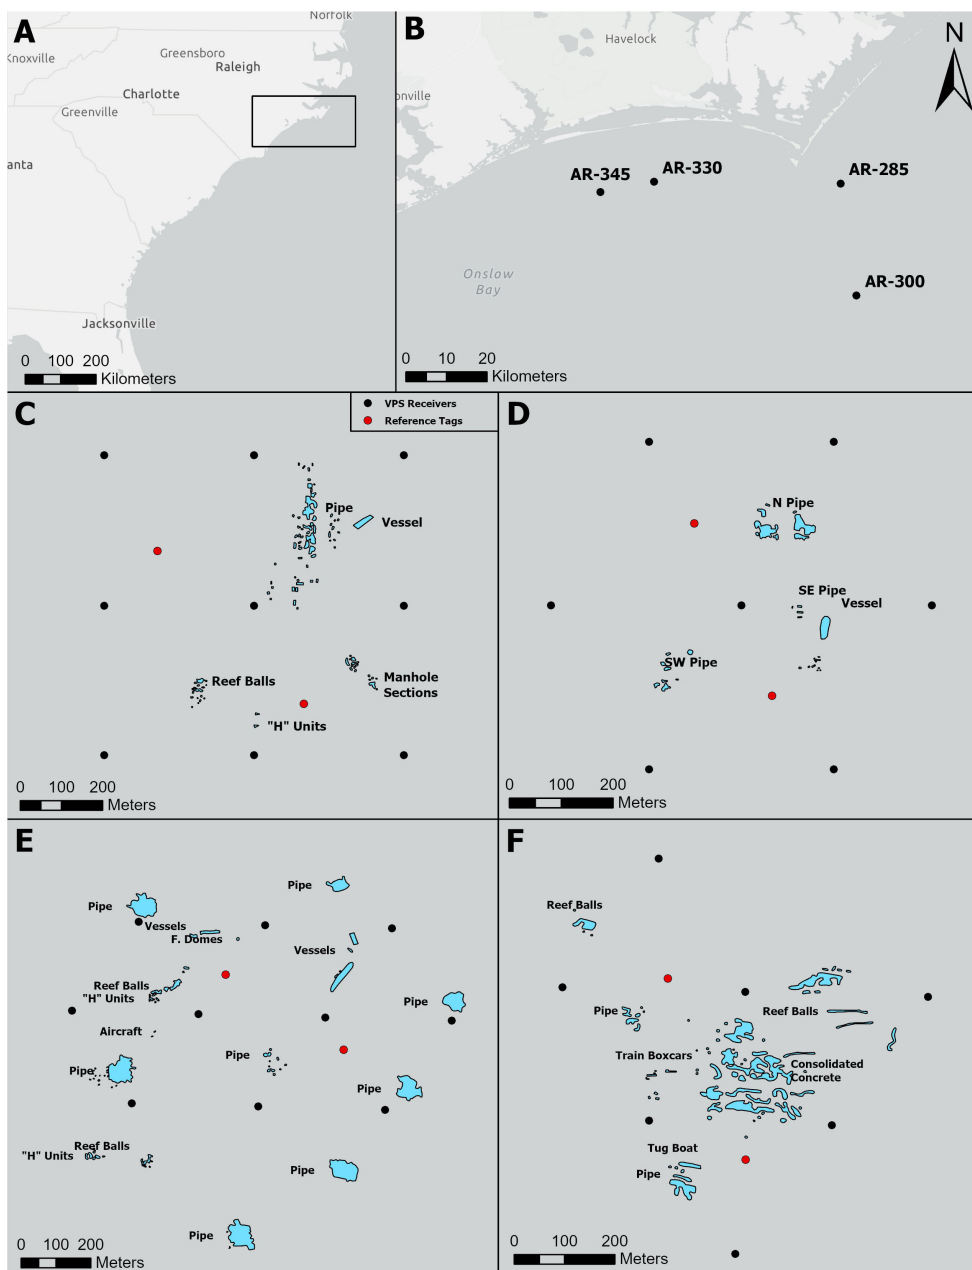 A
Norfolk
Knoxville
Greensboro
Raleigh
Charlotte
Greenville
anta
Jacksonville
0 100 200
Kilometers
B
Havelock
onville
N
AR-345
AR-330
AR-285
AR-300
Onslow
Bay
0 10 20
Kilometers
C
VPS Receivers
Reference Tags
Pipe
Vessel
Reef Balls
Manhole
Sections
"H" Units
0 100 200
Meters
D
N Pipe
SE Pipe
Vessel
SW Pipe
0 100 200
Meters
E
Pipe
Pipe
Vessels
F. Domes
Vessels
Reef Balls
"H" Units
Pipe
Aircraft
Pipe
Pipe
Pipe
Reef Balls
"H" Units
Pipe
Pipe
0 100 200
Meters
F
Reef Balls
Pipe
Reef Balls
Train Boxcars
Consolidated
Concrete
Tug Boat
Pipe
0 100 200
Meters